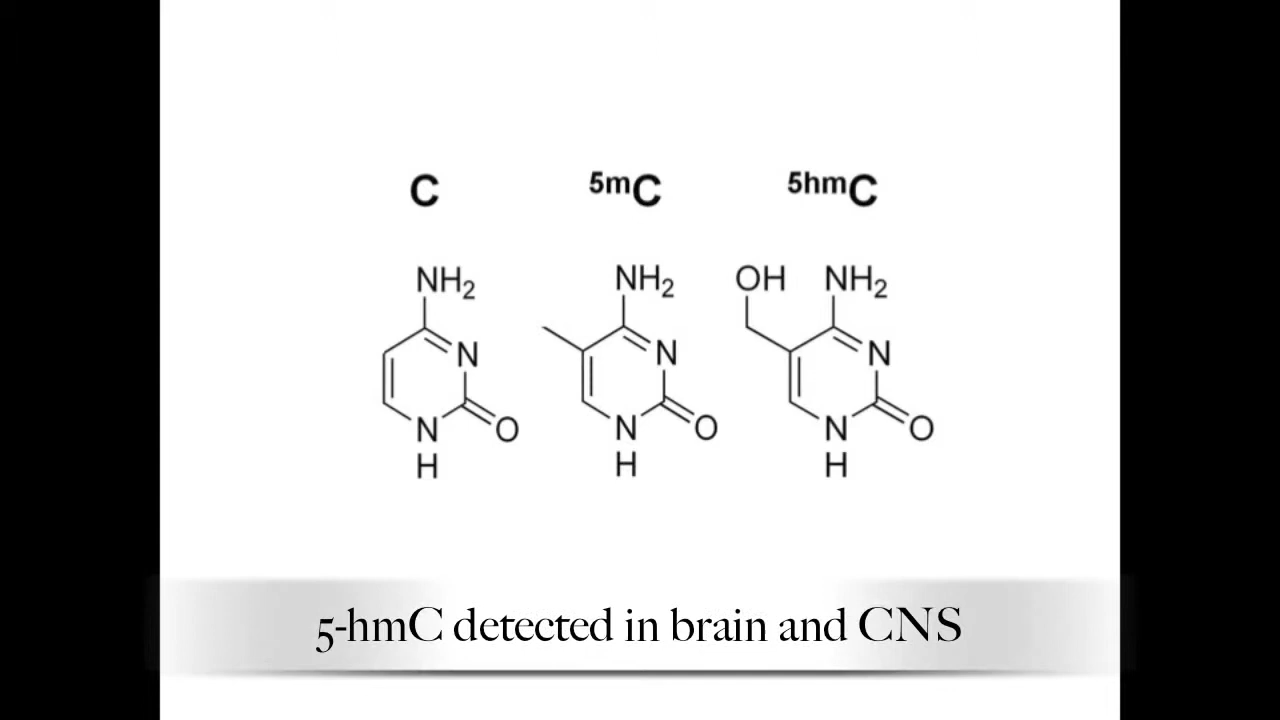 C 5mC 5hmC
NH2 NH2 OH NH2
N N N
N O N O N O
H H H
5-hmC detected in brain and CNS